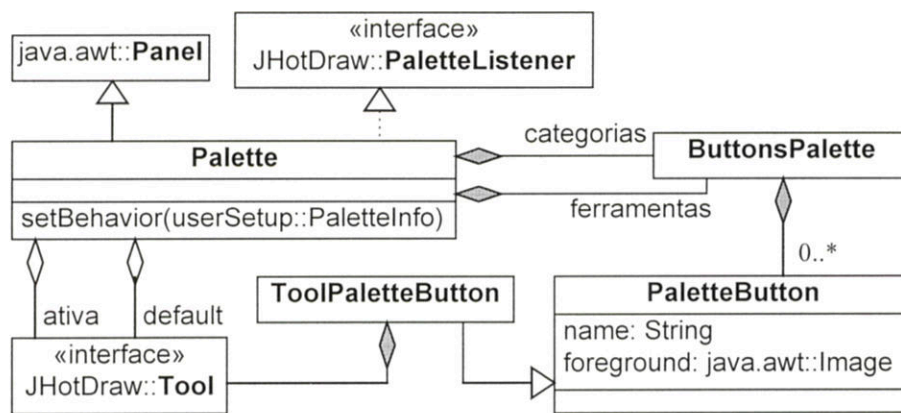 «interface»
java.awt::Panel
JHotDraw::PaletteListener
categorias
Palette
ButtonsPalette
ferramentas
setBehavior(userSetup::PaletteInfo)
0..*
ToolPaletteButton
PaletteButton
ativa
default
name: String
«interface»
foreground: java.awt::Image
JHotDraw::Tool